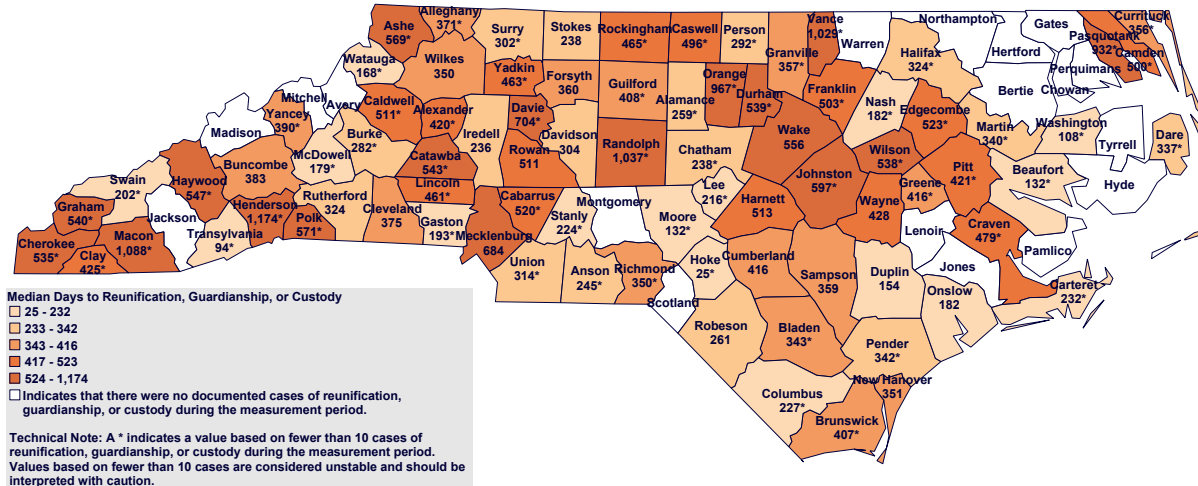 Alleghany
371*
Ashe
569*
Surry
302*
Stokes
238
Rockingham
465*
Caswell
496*
Person
292*
Granville
357*
Vance
1,029*
Warren
Northampton
Halifax
324*
Hertford
Gates
Pasquotank
932*
Currituck
356*
Camden
500*
Perquimans
Chowan
Bertie
Watauga
168*
Wilkes
350
Yadkin
463*
Forsyth
360
Guilford
408*
Alamance
259*
Orange
967*
Durham
539*
Franklin
503*
Nash
182*
Edgecombe
523*
Martin
340*
Washington
108*
Tyrrell
Dare
337*
Mitchell
Avery
Yancey
390*
Madison
Caldwell
511*
Alexander
420*
Iredell
236
Davie
704*
Davidson
304
Randolph
1,037*
Chatham
238*
Wake
556
Wilson
538*
Pitt
421*
Beaufort
132*
Hyde
Burke
282*
McDowell
179*
Buncombe
383
Catawba
543*
Rowan
511
Johnston
597*
Greene
416*
Swain
202*
Haywood
547*
Rutherford
324
Lincoln
461*
Cabarrus
520*
Montgomery
Lee
216*
Harnett
513
Wayne
428
Lenoir
Craven
479*
Pamlico
Graham
540*
Jackson
Henderson
1,174*
Polk
571*
Cleveland
375
Gaston
193*
Mecklenburg
684
Stanly
224*
Moore
132*
Cherokee
535*
Clay
425*
Macon
1,088*
Transylvania
94*
Union
314*
Anson
245*
Richmond
350*
Hoke
25*
Cumberland
416
Sampson
359
Duplin
154
Jones
Onslow
182
Carteret
232*
Scotland
Robeson
261
Bladen
343*
Pender
342*
New Hanover
351
Columbus
227*
Brunswick
407*
Median Days to Reunification, Guardianship, or Custody
25 - 232
233 - 342
343 - 416
417 - 523
524 - 1,174
Indicates that there were no documented cases of reunification,
guardianship, or custody during the measurement period.
Technical Note: A * indicates a value based on fewer than 10 cases of
reunification, guardianship, or custody during the measurement period.
Values based on fewer than 10 cases are considered unstable and should be
interpreted with caution.